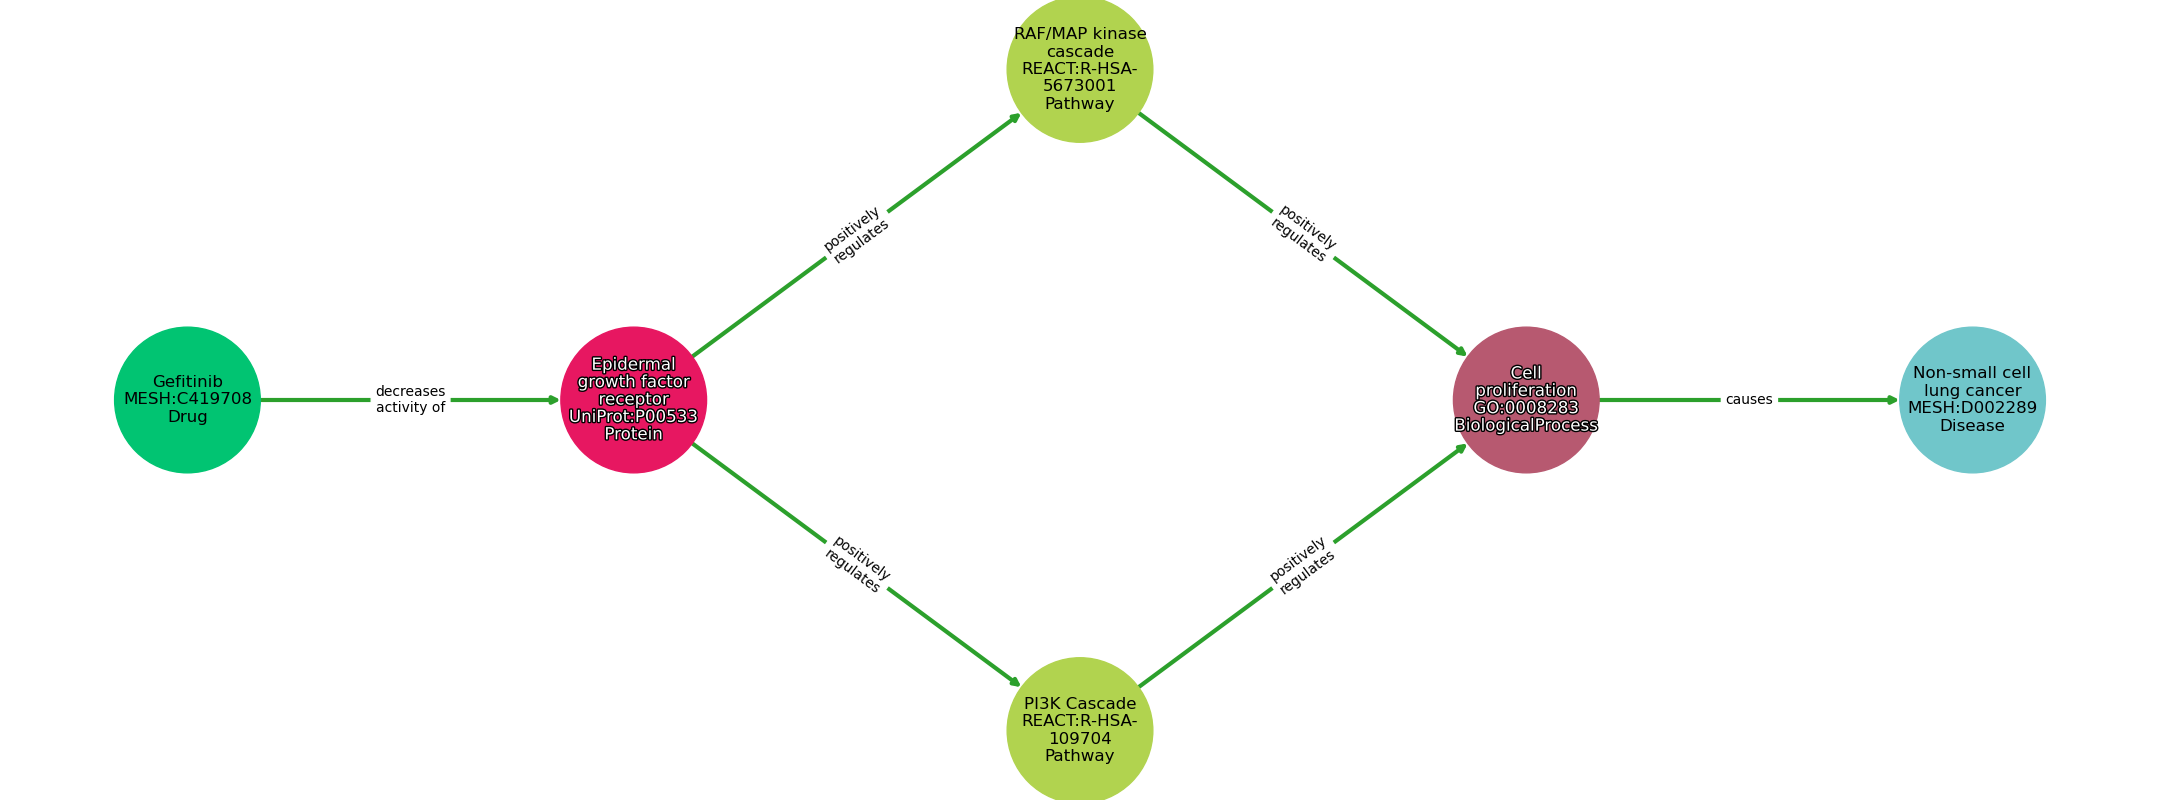 RAF/MAP kinase
cascade
REACT:R-HSA-
5673001
Pathway
positively
regulates
positively
regulates
Gefitinib
MESH:C419708
Drug
decreases
activity of
Epidermal
growth factor
receptor
UniProt:P00533
Protein
Cell
proliferation
GO:0008283
BiologicalProcess
causes
Non-small cell
lung cancer
MESH:D002289
Disease
positively
regulates
positively
regulates
PI3K Cascade
REACT:R-HSA-
109704
Pathway